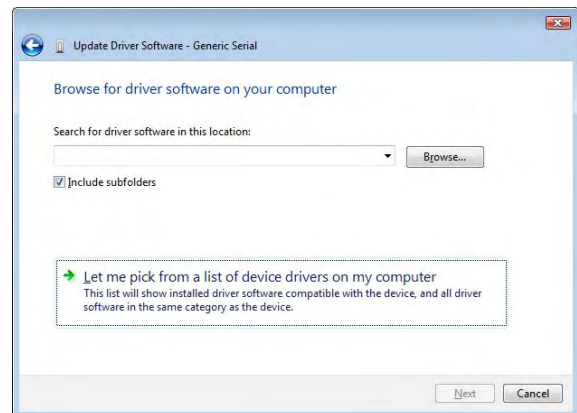 Update Driver Software - Generic Serial
Browse for driver software on your computer
Search for driver software in this location:
Browse...
Include subfolders
Let me pick from a list of device drivers on my computer
This list will show installed driver software compatible with the device, and all driver
software in the same category as the device.
Next Cancel